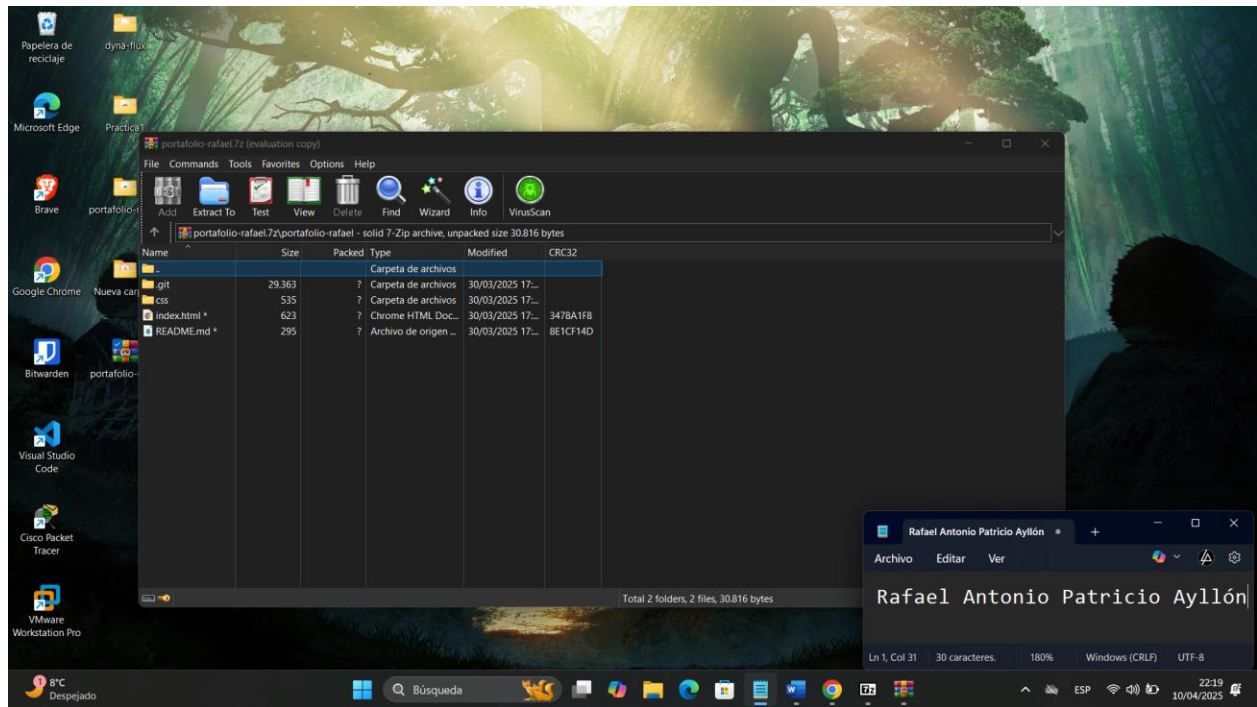 Papelera de
reciclaje
dyna-flux
Microsoft Edge
Practica1
Brave
Google Chrome
Nueva
Bitwarden
Visual Studio
Code
Cisco Packet
Tracer
VMware
Workstation Pro
portafolio-rafael.7z (evaluation copy)
File Commands Tools Favorites Options Help
Add Extract To Test View Delete Find Wizard Info VirusScan
portafolio-rafael.7z\portafolio-rafael - solid 7-Zip archive, unpacked size 30.816 bytes
Name Size Packed Type Modified CRC32
.. Carpeta de archivos
.git 29.363 ? Carpeta de archivos 30/03/2025 17:...
css 535 ? Carpeta de archivos 30/03/2025 17:...
index.html * 623 ? Chrome HTML Doc... 30/03/2025 17:... 3478A1F8
README.md * 295 ? Archivo de origen ... 30/03/2025 17:... 8E1CF14D
Total 2 folders, 2 files, 30.816 bytes
Rafael Antonio Patricio Ayllón
Archivo Editar Ver
Rafael Antonio Patricio Ayllón
Ln 1, Col 31 30 caracteres. 180% Windows (CRLF) UTF-8
1
8°C
Despejado
Búsqueda
ESP
22:19
10/04/2025